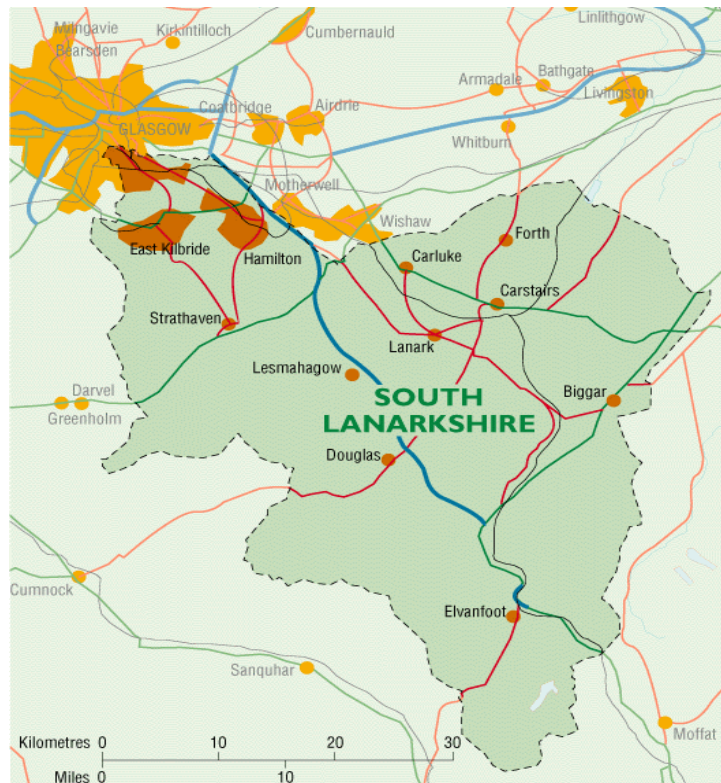 Milngavie
Kirkintilloch
Cumbernauld
Linlithgow
Bearsden
Armadale
Bathgate
Livingston
Coatbridge
Airdrie
GLASGOW
Whitburn
Motherwell
Wishaw
East Kilbride
Hamilton
Forth
Carluke
Carstairs
Strathaven
Lanark
Lesmahagow
Biggar
Darvel
Greenholm
SOUTH
LANARKSHIRE
Douglas
Cumnock
Elvanfoot
Sanquhar
Moffat
Kilometres 0 10 20 30
Miles 0 10